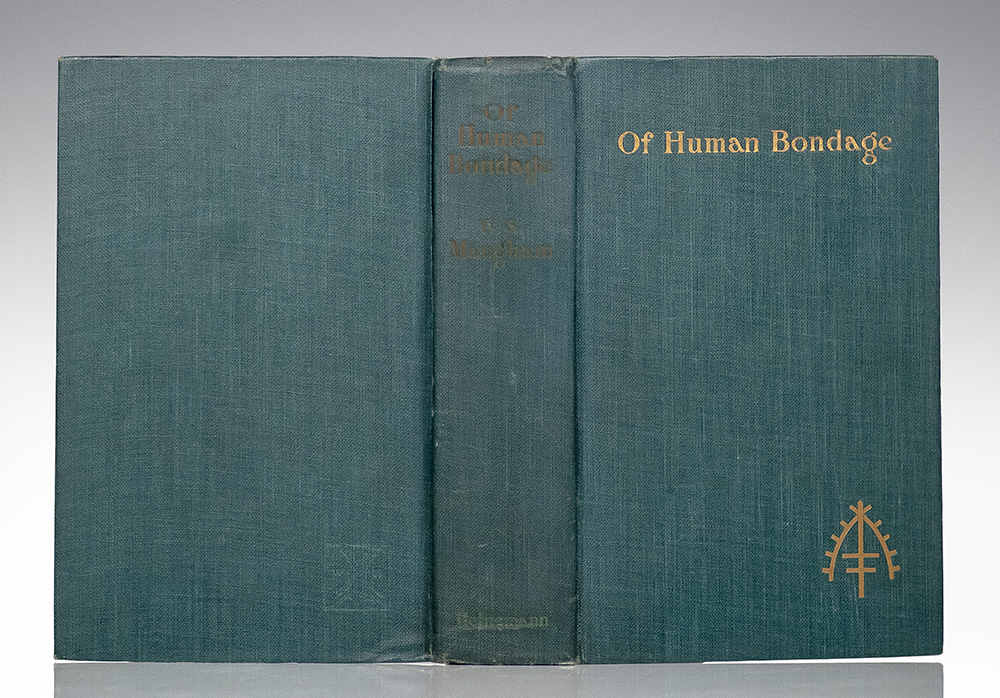 Of
Human
Bondage
W. S.
Maugham
Heinemann
Of Human Bondage